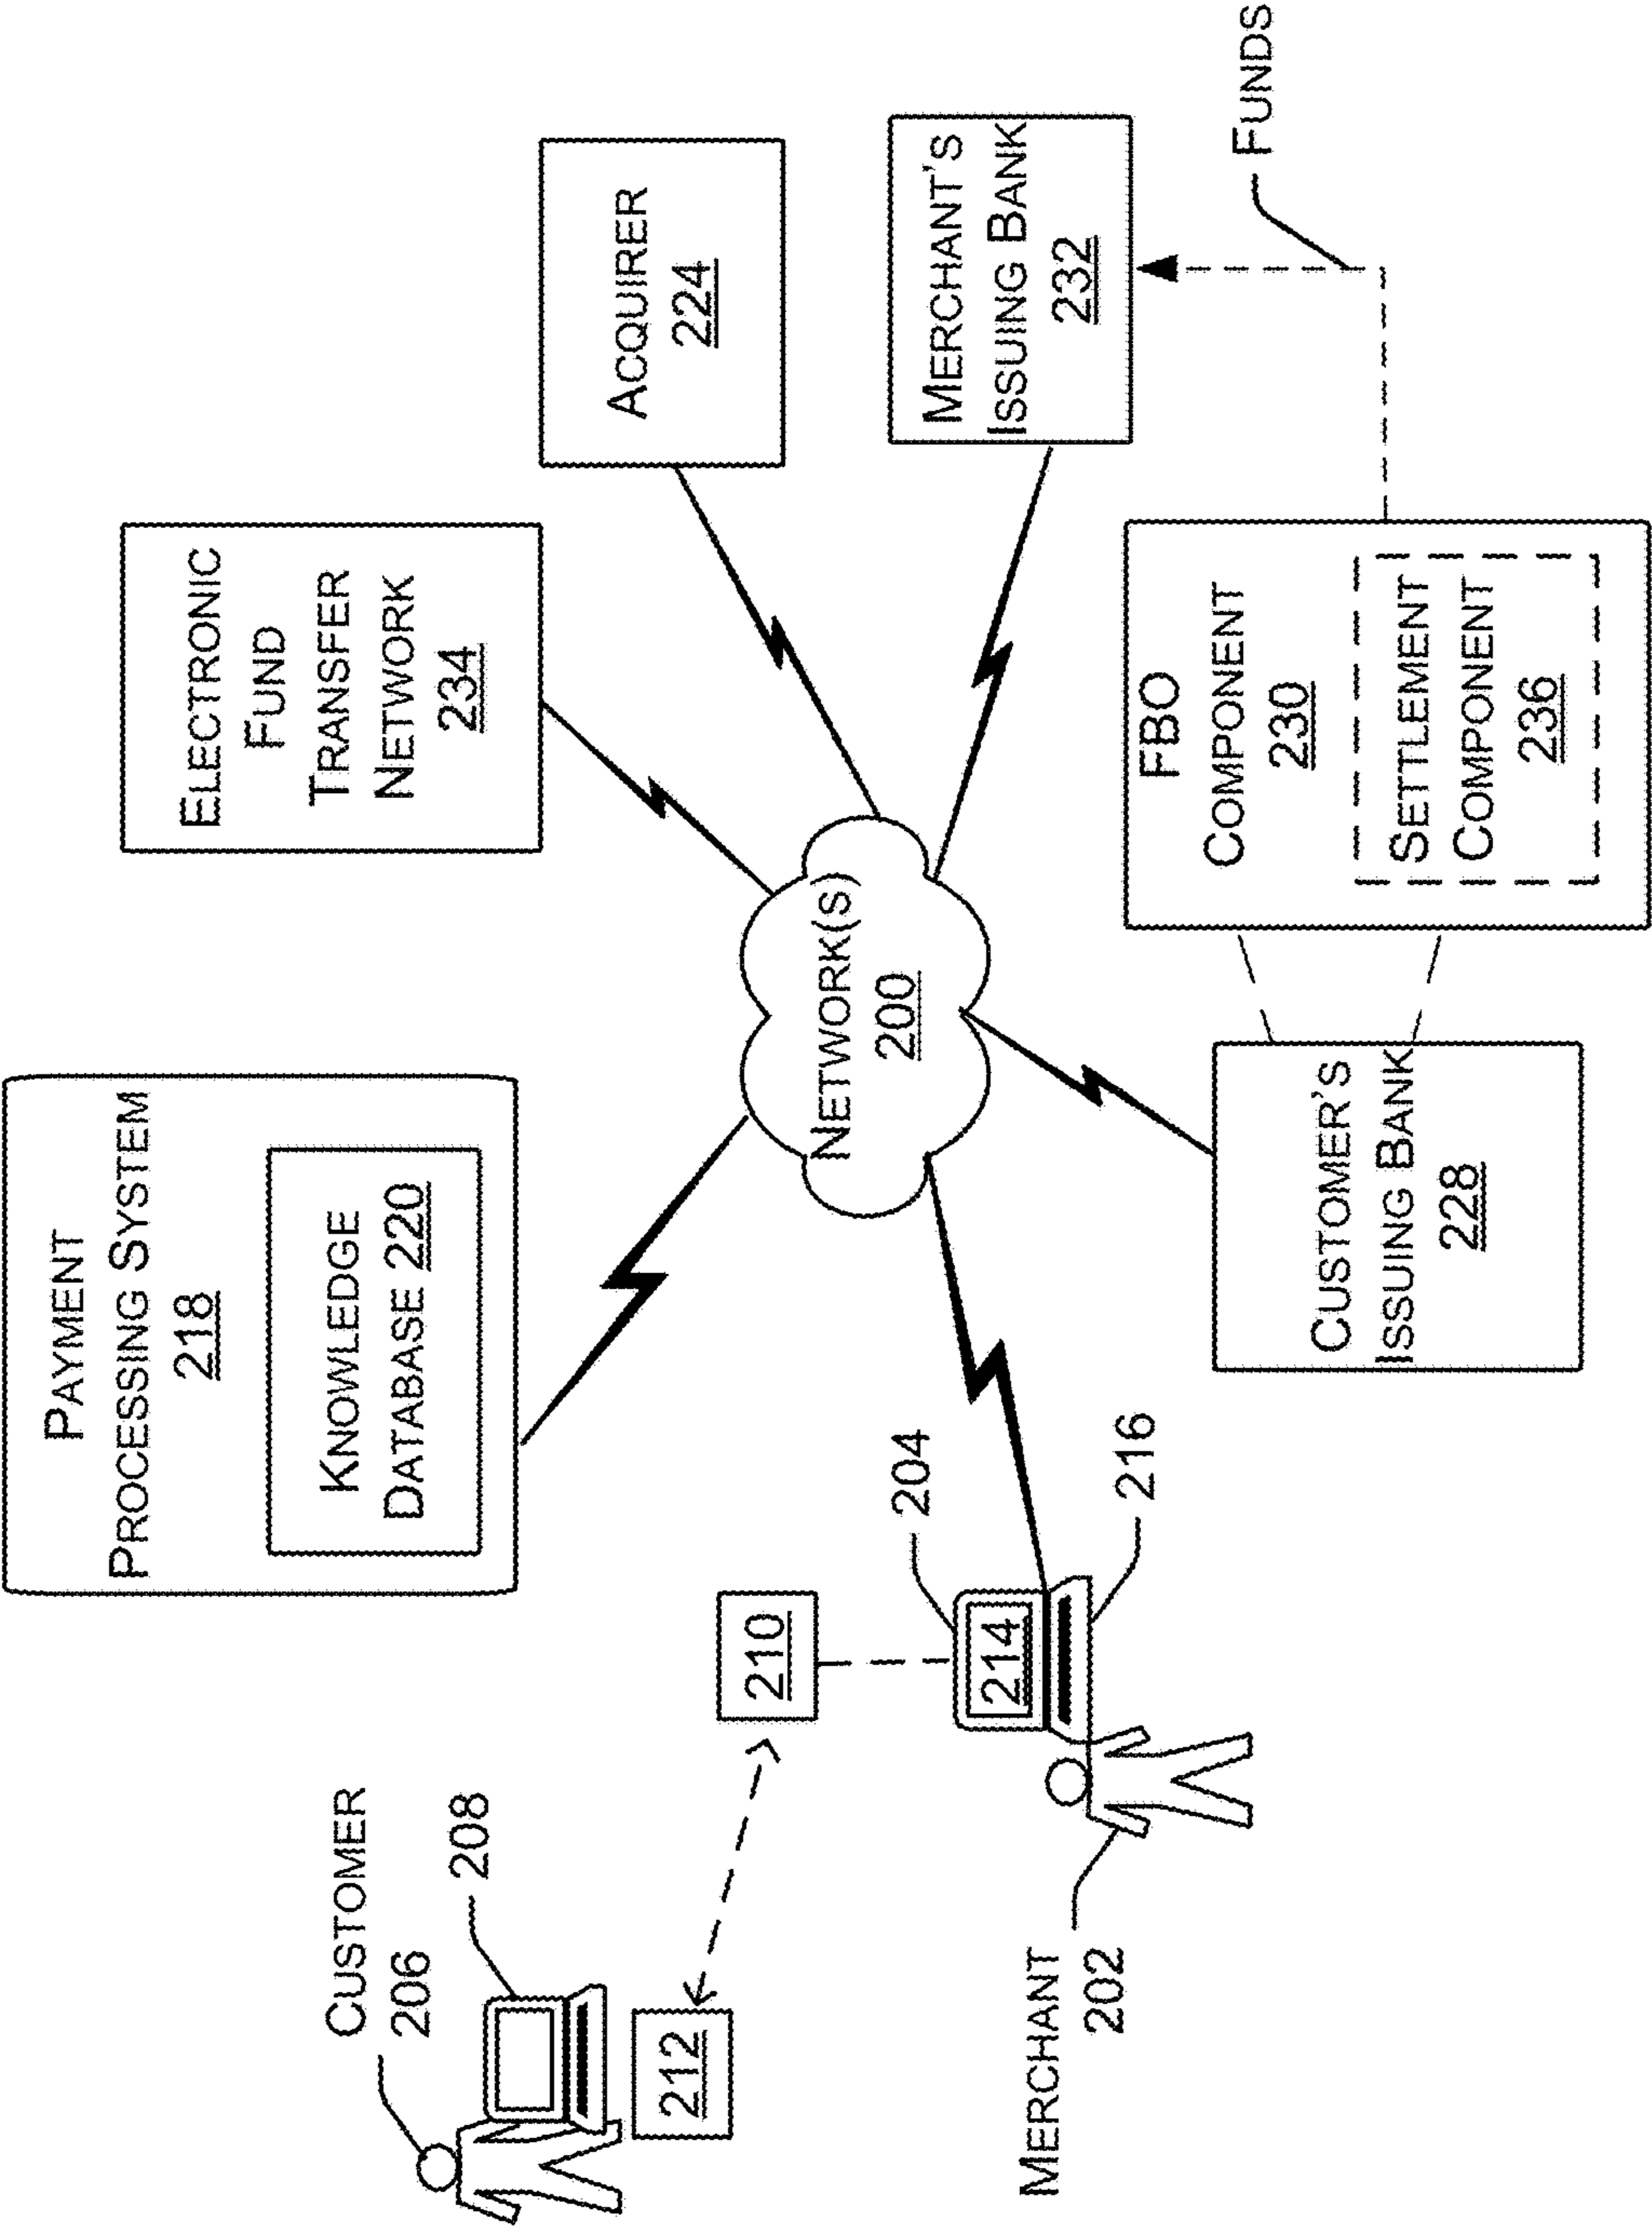 PAYMENT
PROCESSING SYSTEM
218
KNOWLEDGE
DATABASE 220
ELECTRONIC
FUND
TRANSFER
NETWORK
234
ACQUIRER
224
CUSTOMER
206
208
212
210
NETWORK(S)
200
MERCHANT'S
ISSUING BANK
232
204
214
216
MERCHANT
202
CUSTOMER'S
ISSUING BANK
228
FBO
COMPONENT
230
SETTLEMENT
COMPONENT
236
FUNDS